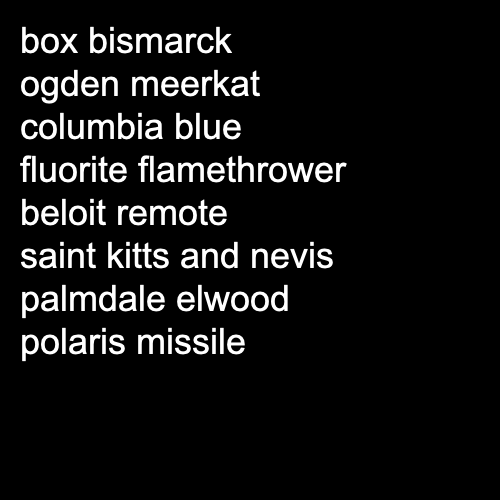 box bismarck
ogden meerkat
columbia blue
fluorite flamethrower
beloit remote
saint kitts and nevis
palmdale elwood
polaris missile